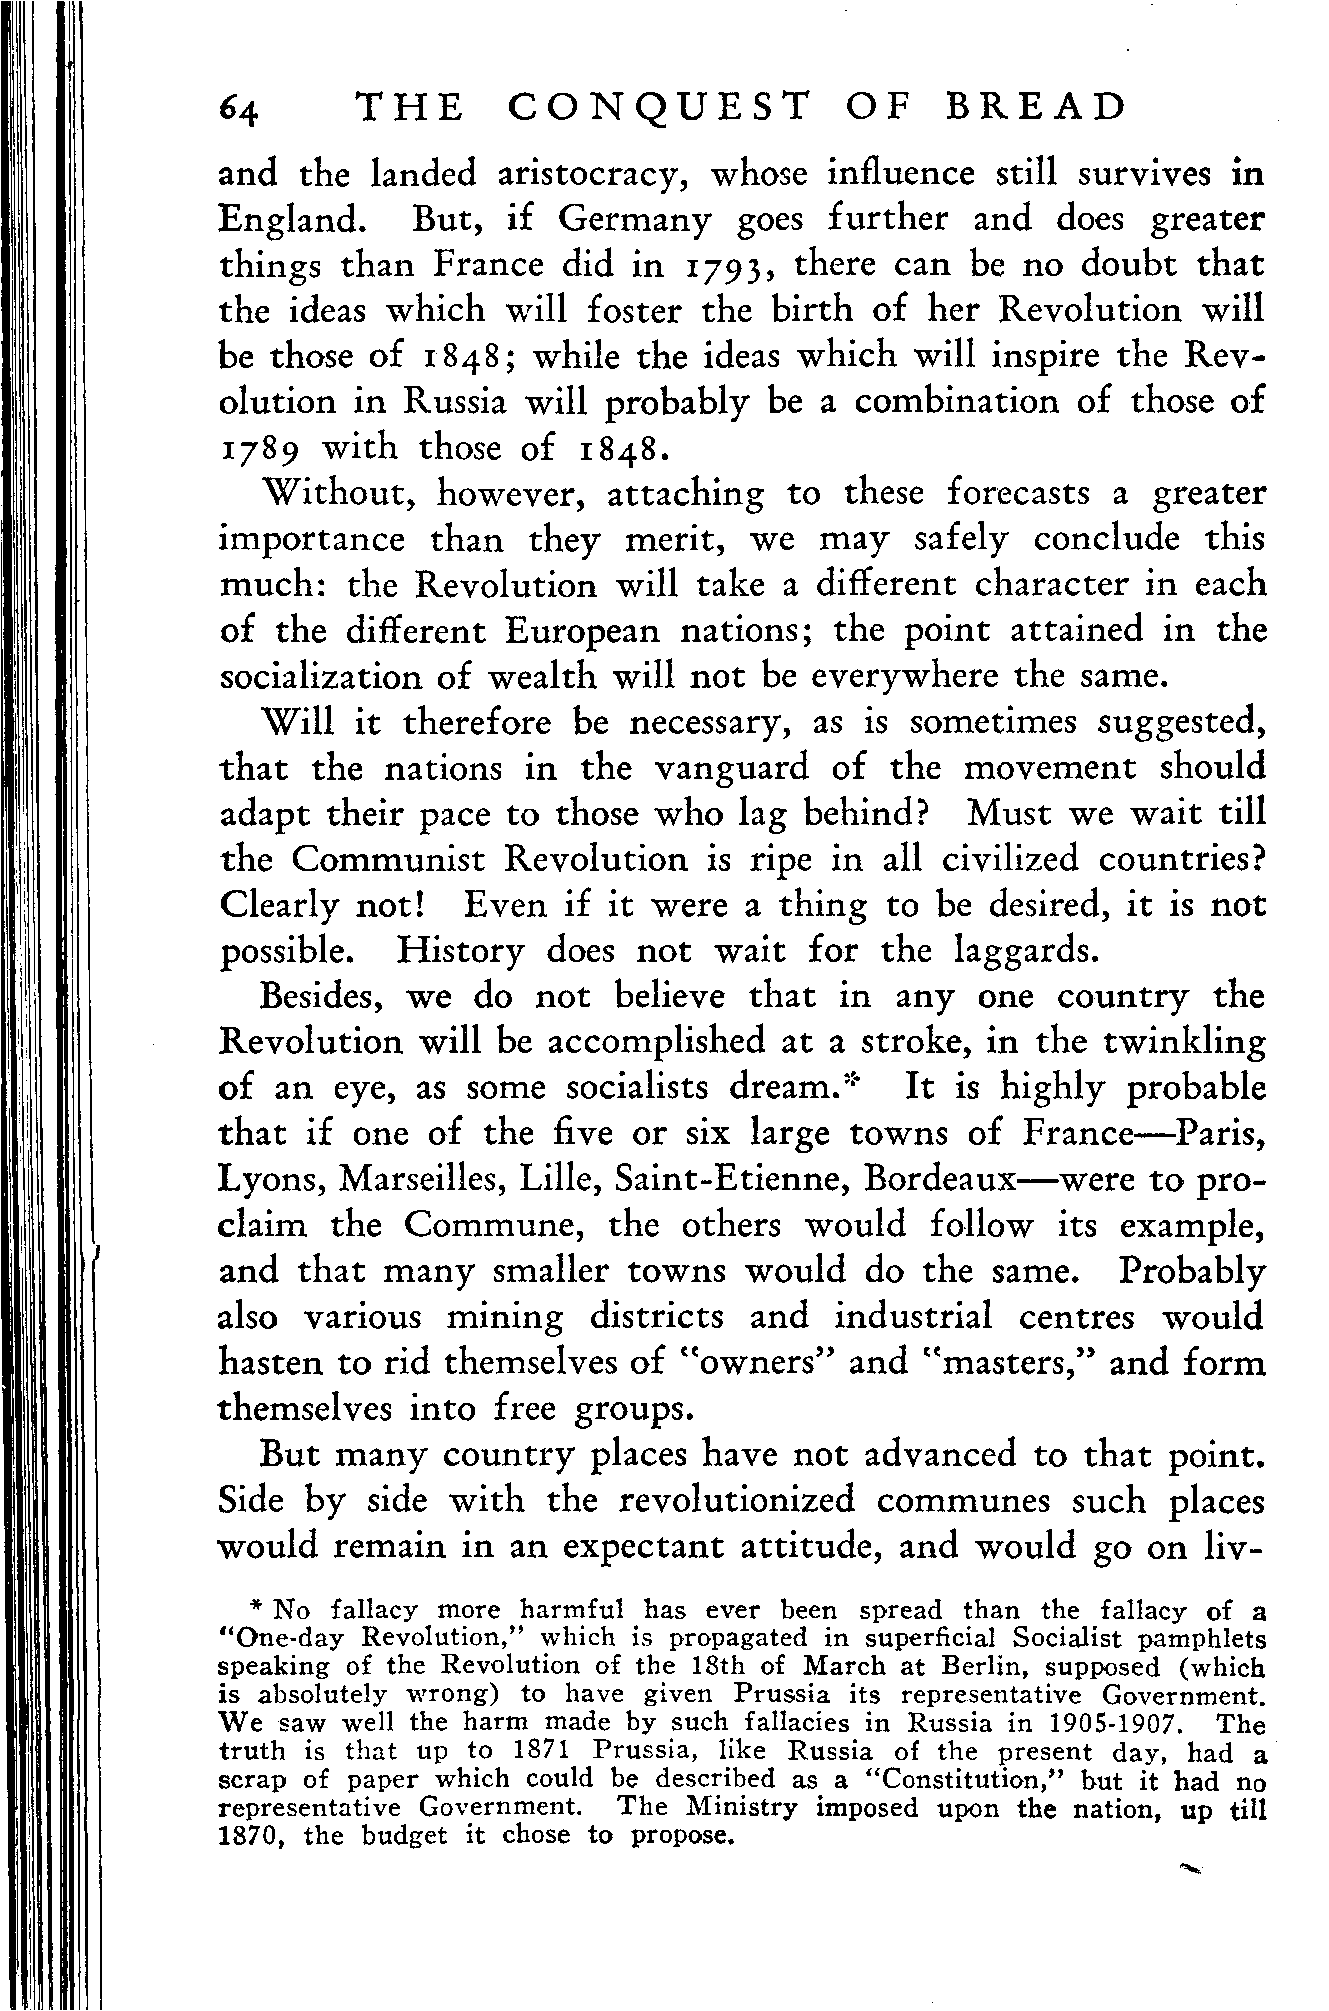 64 THE CONQUEST OF BREAD
and the landed aristocracy, whose influence still survives in
England. But, if Germany goes further and does greater
things than France did in 1793, there can be no doubt that
the ideas which will foster the birth of her Revolution will
be those of 1848; while the ideas which will inspire the Rev-
olution in Russia will probably be a combination of those of
1789 with those of 1848.
Without, however, attaching to these forecasts a greater
importance than they merit, we may safely conclude this
much: the Revolution will take a different character in each
of the different European nations; the point attained in the
socialization of wealth will not be everywhere the same.
Will it therefore be necessary, as is sometimes suggested,
that the nations in the vanguard of the movement should
adapt their pace to those who lag behind? Must we wait till
the Communist Revolution is ripe in all civilized countries?
Clearly not! Even if it were a thing to be desired, it is not
possible. History does not wait for the laggards.
Besides, we do not believe that in any one country the
Revolution will be accomplished at a stroke, in the twinkling
of an eye, as some socialists dream.* It is highly probable
that if one of the five or six large towns of France—Paris,
Lyons, Marseilles, Lille, Saint-Etienne, Bordeaux—were to pro-
claim the Commune, the others would follow its example,
and that many smaller towns would do the same. Probably
also various mining districts and industrial centres would
hasten to rid themselves of "owners" and "masters," and form
themselves into free groups.
But many country places have not advanced to that point.
Side by side with the revolutionized communes such places
would remain in an expectant attitude, and would go on liv-
* No fallacy more harmful has ever been spread than the fallacy of a
"One-day Revolution," which is propagated in superficial Socialist pamphlets
speaking of the Revolution of the 18th of March at Berlin, supposed (which
is absolutely wrong) to have given Prussia its representative Government.
We saw well the harm made by such fallacies in Russia in 1905-1907. The
truth is that up to 1871 Prussia, like Russia of the present day, had a
scrap of paper which could be described as a "Constitution," but it had no
representative Government. The Ministry imposed upon the nation, up till
1870, the budget it chose to propose.